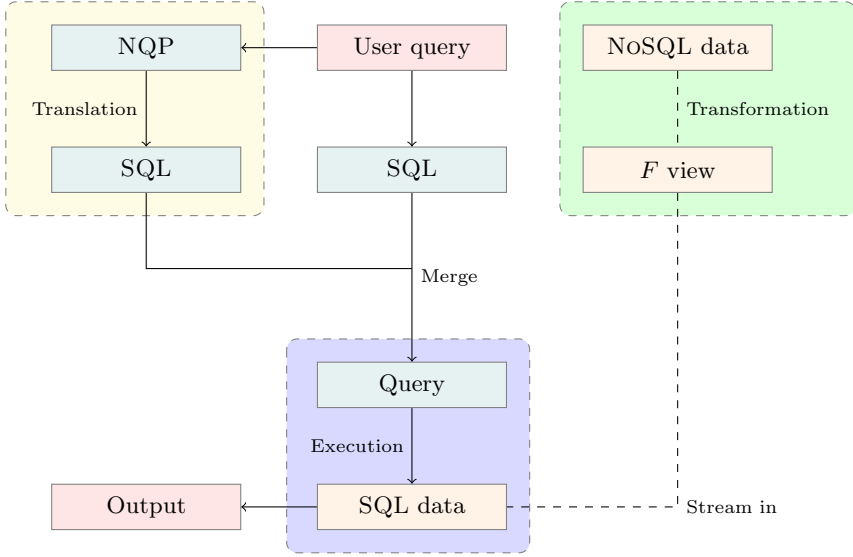 NQP
User query
NoSQL data
Translation
Transformation
SQL
SQL
F view
Merge
Query
Execution
Output
SQL data
Stream in